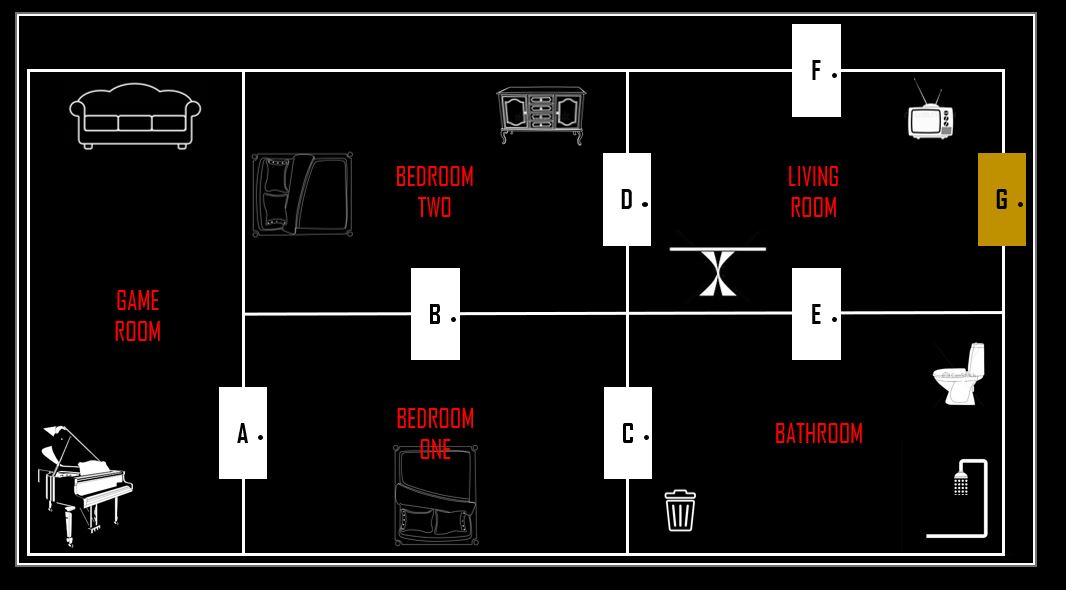 F
BEDROOM
TWO
D
LIVING
ROOM
G
GAME
ROOM
B
E
A
BEDROOM
ONE
C
BATHROOM